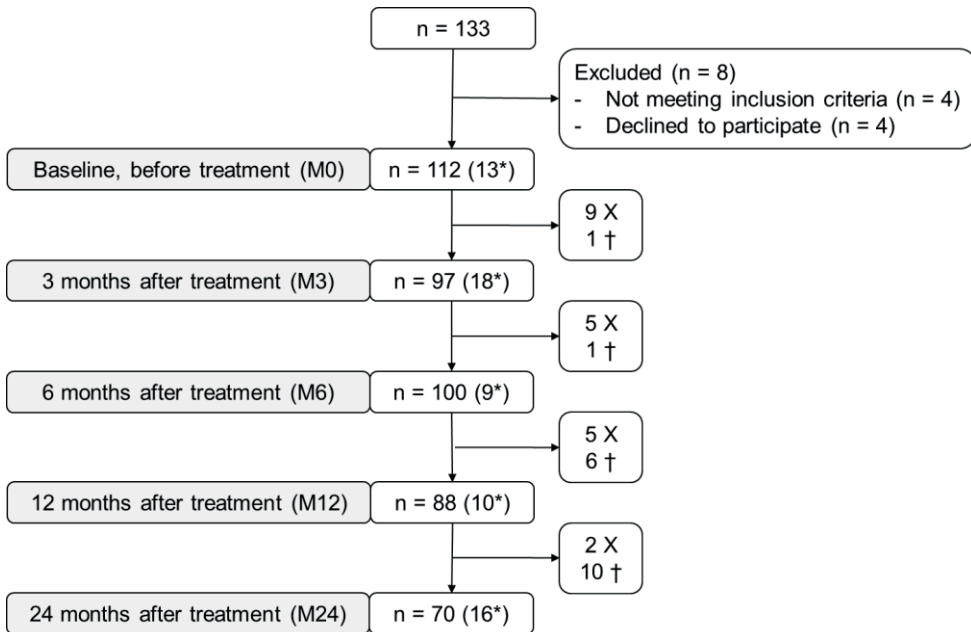 n = 133
Excluded (n = 8)
- Not meeting inclusion criteria (n = 4)
- Declined to participate (n = 4)
Baseline, before treatment (M0)
n = 112 (13*)
9 X
1 †
3 months after treatment (M3)
n = 97 (18*)
5 X
1 †
6 months after treatment (M6)
n = 100 (9*)
5 X
6 †
12 months after treatment (M12)
n = 88 (10*)
2 X
10 †
24 months after treatment (M24)
n = 70 (16*)